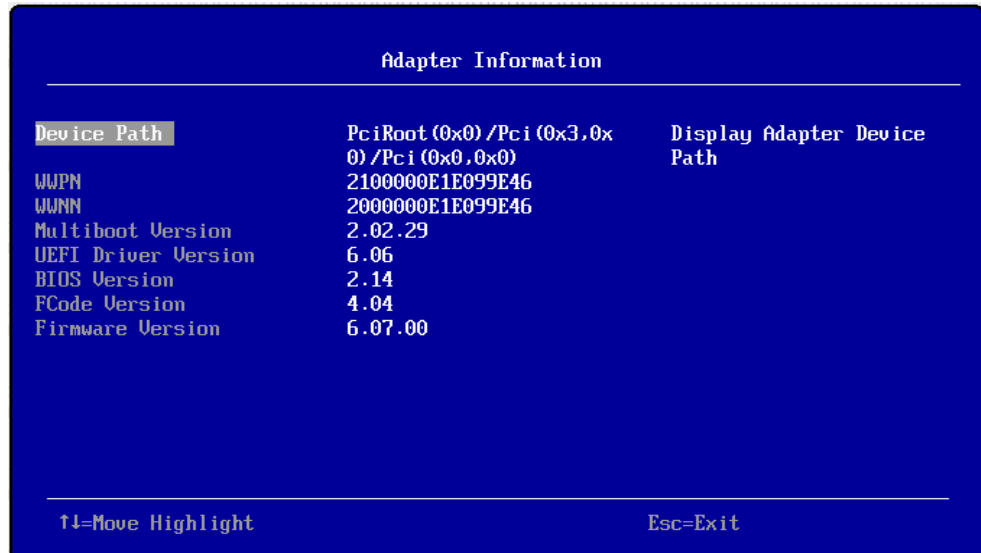 Adapter Information
Device Path PciRoot(0x0)/Pci(0x3,0x Display Adapter Device
0)/Pci(0x0,0x0) Path
WWPN 2100000E1E099E46
WWNN 2000000E1E099E46
Multiboot Version 2.02.29
UEFI Driver Version 6.06
BIOS Version 2.14
FCode Version 4.04
Firmware Version 6.07.00
↑↓=Move Highlight Esc=Exit